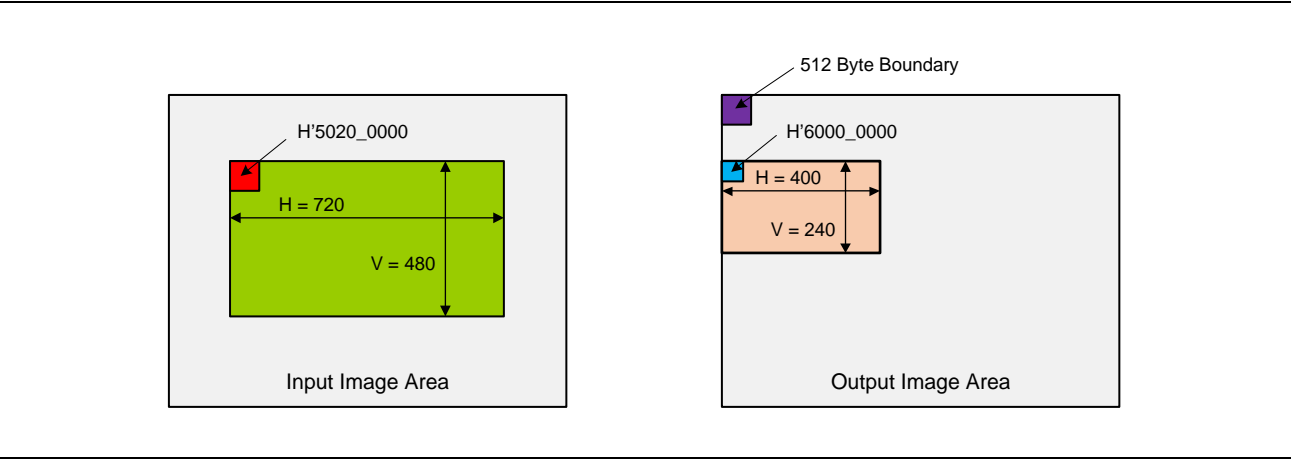 512 Byte Boundary
H'5020_0000
H'6000_0000
H = 400
H = 720
V = 240
V = 480
Input Image Area
Output Image Area